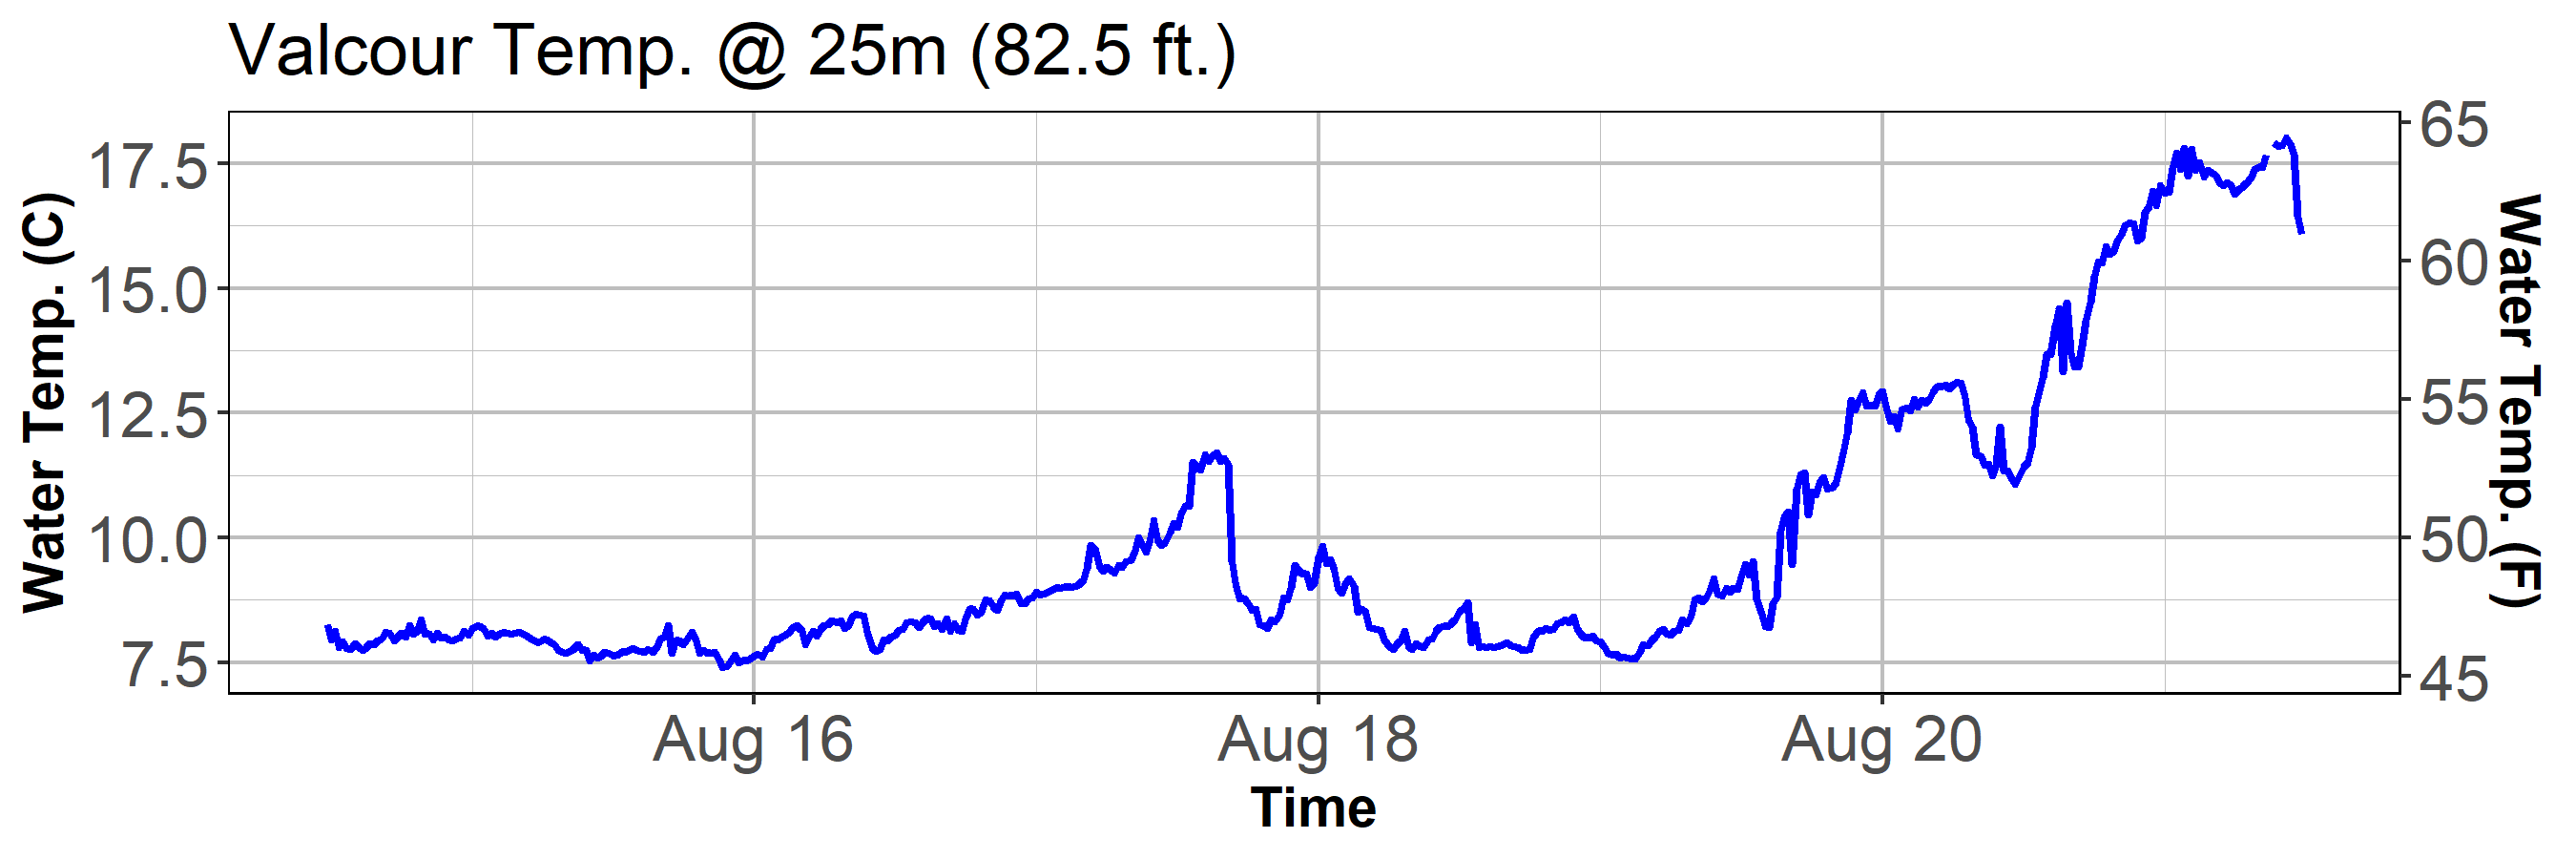 Valcour Temp. @ 25m (82.5 ft.)
Water Temp. (C)
17.5
15.0
12.5
10.0
7.5
65
60
55
50
45
Water Temp. (F)
Aug 16
Aug 18
Aug 20
Time